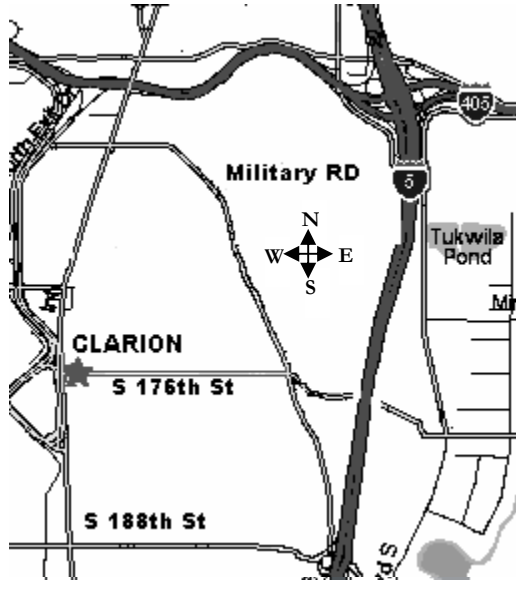 405
Military RD
5
N
W E
S
Tukwila
Pond
CLARION
S 176th St
S 188th St
d S